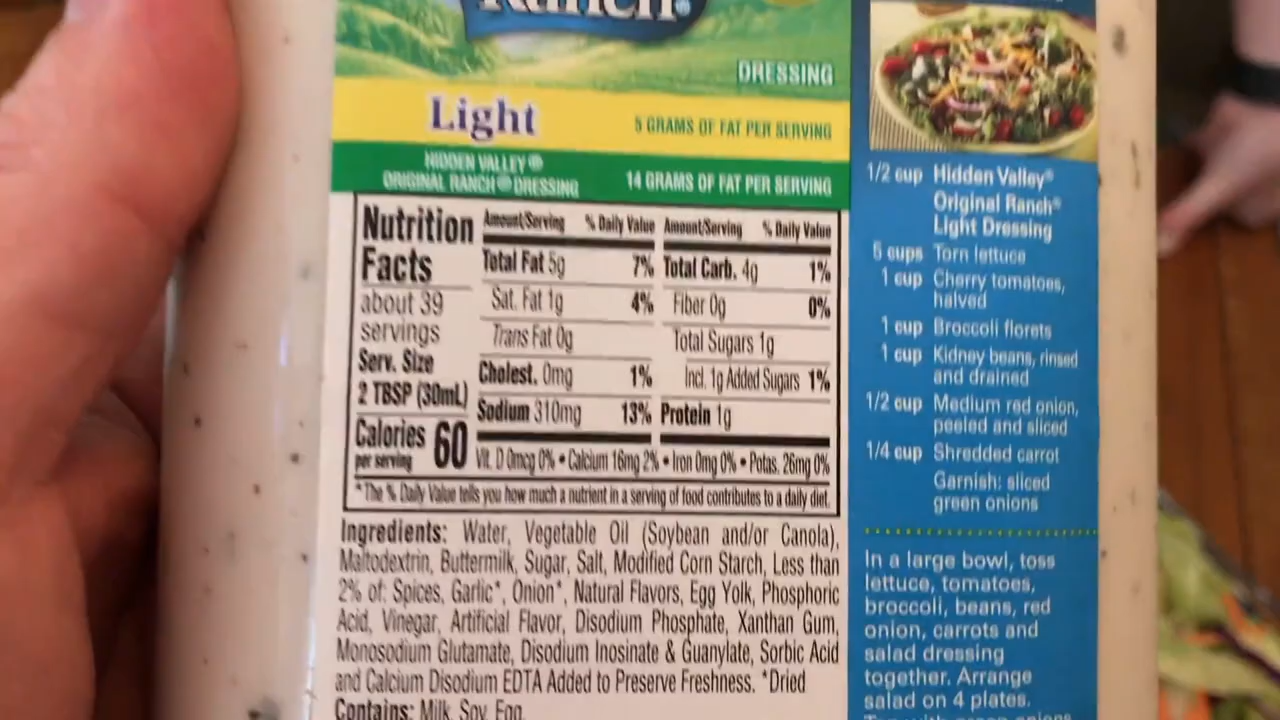 Ranch®
DRESSING
Light
5 GRAMS OF FAT PER SERVING
HIDDEN VALLEY®
ORIGINAL RANCH® DRESSING
14 GRAMS OF FAT PER SERVING
Nutrition
Facts
about 39
servings
Serv. Size
2 TBSP (30mL)
Calories 60
per serving
Amount/Serving % Daily Value
Total Fat 5g 7%
Sat. Fat 1g 4%
Trans Fat 0g
Cholest. 0mg 1%
Sodium 310mg 13%
Amount/Serving % Daily Value
Total Carb. 4g 1%
Fiber 0g 0%
Total Sugars 1g
Incl. 1g Added Sugars 1%
Protein 1g
Vit. D 0mcg 0% • Calcium 16mg 2% • Iron 0mg 0% • Potas. 26mg 0%
*The % Daily Value tells you how much a nutrient in a serving of food contributes to a daily diet.
Ingredients: Water, Vegetable Oil (Soybean and/or Canola),
Maltodextrin, Buttermilk, Sugar, Salt, Modified Corn Starch, Less than
2% of: Spices, Garlic*, Onion*, Natural Flavors, Egg Yolk, Phosphoric
Acid, Vinegar, Artificial Flavor, Disodium Phosphate, Xanthan Gum,
Monosodium Glutamate, Disodium Inosinate & Guanylate, Sorbic Acid
and Calcium Disodium EDTA Added to Preserve Freshness. *Dried
Contains: Milk, Soy, Egg.
1/2 cup Hidden Valley®
Original Ranch®
Light Dressing
5 cups Torn lettuce
1 cup Cherry tomatoes,
halved
1 cup Broccoli florets
1 cup Kidney beans, rinsed
and drained
1/2 cup Medium red onion,
peeled and sliced
1/4 cup Shredded carrot
Garnish: sliced
green onions
In a large bowl, toss
lettuce, tomatoes,
broccoli, beans, red
onion, carrots and
salad dressing
together. Arrange
salad on 4 plates.
Top with green onions